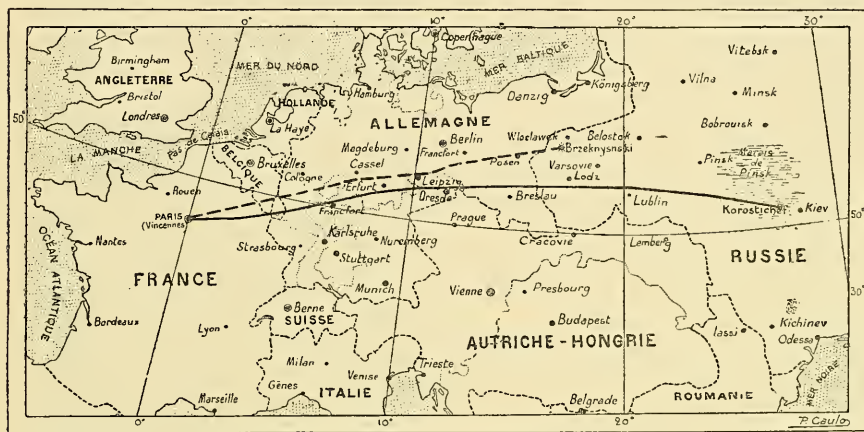 0°
10°
20°
30°
Copenhague
Vitebsk
Birmingham
MER DU NORD
MER BALTIQUE
ANGLETERRE
Königsberg
Vilna
Minsk
Bristol
HOLLANDE
Hamburg
Danzig
Londres
ALLEMAGNE
50°
La Haye
Bobrouisk
Pas de Calais
Berlin
Wloclawek
Belostok
LA MANCHE
Magdeburg
Francfort
Brzeknysnski
BELGIQUE
Bruxelles
Cassel
Posen
Varsovie
Pinsk
Marais de Pinsk
Cologne
Leipzig
Lodz
Rouen
Erfurt
Dresde
Breslau
Lublin
PARIS
(Vincennes)
Francfort
Prague
Korosticher
Kiev
Nantes
Karlsruhe
Strasbourg
Nuremberg
Cracovie
Lemberg
OCÉAN ATLANTIQUE
Stuttgart
RUSSIE
FRANCE
Munich
Vienne
Presbourg
50°
Berne
Bordeaux
Lyon
SUISSE
Budapest
Iassi
Kichinev
AUTRICHE-HONGRIE
Odessa
Milan
Trieste
Venise
Gênes
ITALIE
MER NOIRE
Marseille
Belgrade
ROUMANIE
0°
10°
20°
P. Caulo